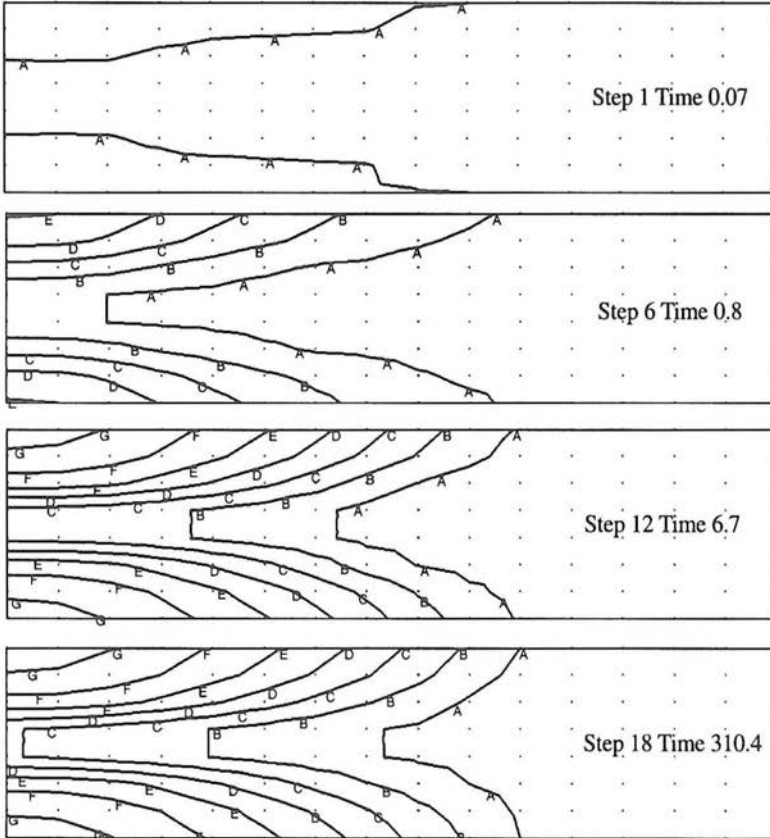 A
A A A A
A
Step 1 Time 0.07
A
A A A
E D C B A
D C B A
C B A A
B A A
Step 6 Time 0.8
B A
C C A
D D C B A
E
G F E D C B A
G F E D C B A
F F
D D C B
C C B A
Step 12 Time 6.7
B A
E E D C
F F E D B A
G G
G F E D C B A
G F E D C B A
F E D C B
D C B A
C B
Step 18 Time 310.4
D D C B
E E D C A
F F E D C B
G G